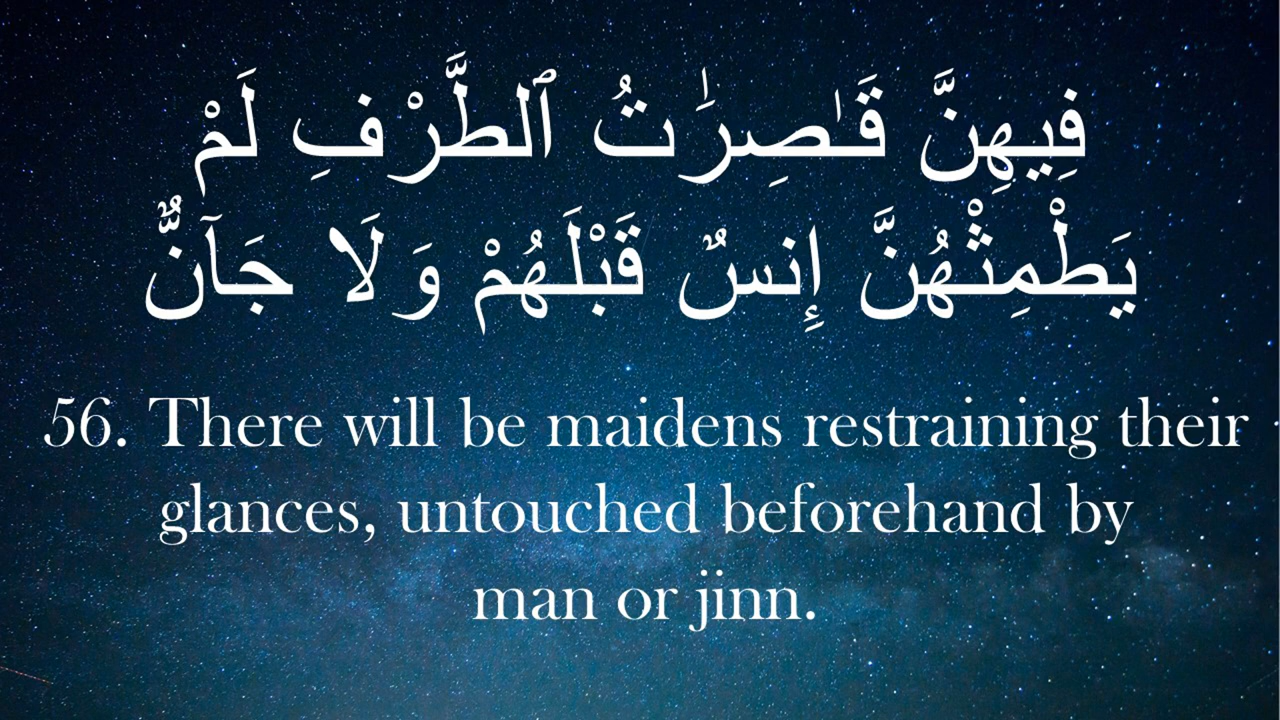 فِيهِنَّ قَـٰصِرَٰتُ ٱلطَّرْفِ لَمْ
يَطْمِثْهُنَّ إِنسٌ قَبْلَهُمْ وَلَا جَآنٌّ
56. There will be maidens restraining their
glances, untouched beforehand by
man or jinn.